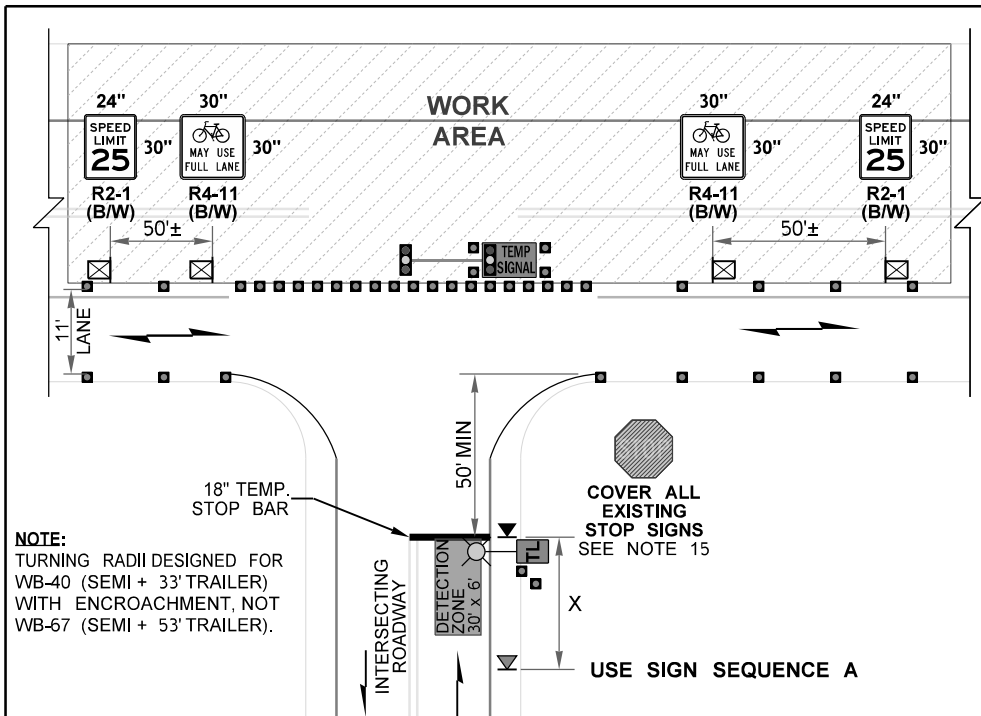 WORK
AREA
24"
SPEED
LIMIT
25
30"
R2-1
(B/W)
30"
MAY USE
FULL LANE
30"
R4-11
(B/W)
30"
MAY USE
FULL LANE
30"
R4-11
(B/W)
24"
SPEED
LIMIT
25
30"
R2-1
(B/W)
50'±
50'±
TEMP
SIGNAL
11'
LANE
50' MIN
STOP
COVER ALL
EXISTING
STOP SIGNS
SEE NOTE 15
18" TEMP.
STOP BAR
NOTE:
TURNING RADII DESIGNED FOR
WB-40 (SEMI + 33' TRAILER)
WITH ENCROACHMENT, NOT
WB-67 (SEMI + 53' TRAILER).
INTERSECTING
ROADWAY
DETECTION
ZONE
30' x 6'
TL
X
USE SIGN SEQUENCE A